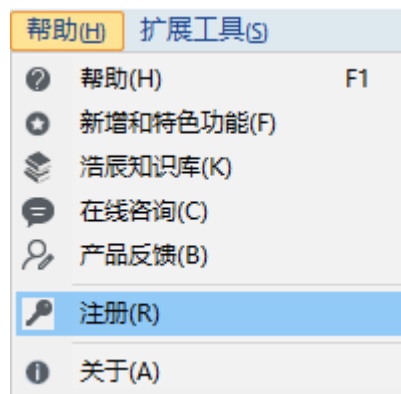 帮助(H) 扩展工具(S)
帮助(H) F1
新增和特色功能(F)
浩辰知识库(K)
在线咨询(C)
产品反馈(B)
注册(R)
关于(A)